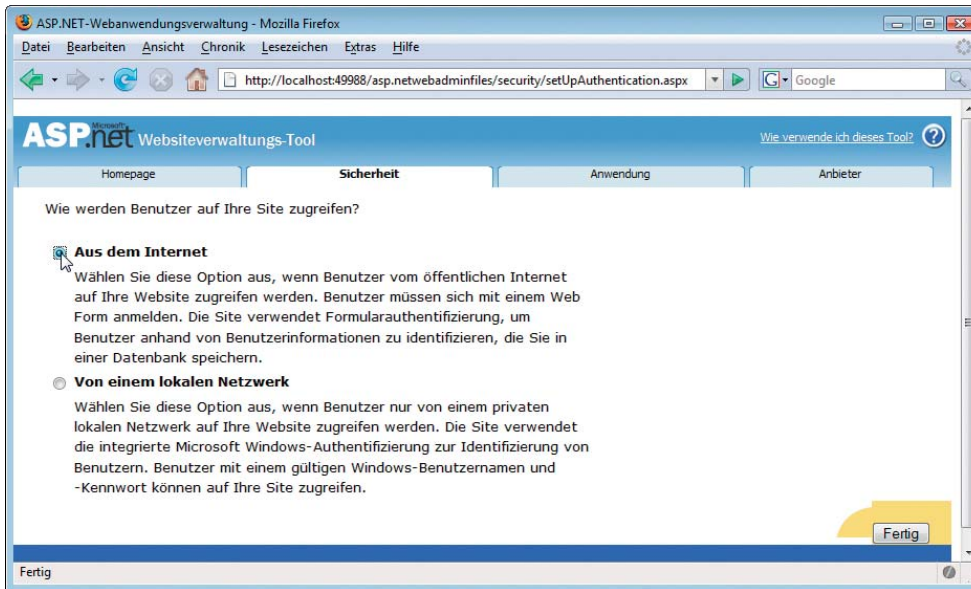 ASP.NET-Webanwendungsverwaltung - Mozilla Firefox
Datei Bearbeiten Ansicht Chronik Lesezeichen Extras Hilfe
http://localhost:49988/asp.netwebadminfiles/security/setUpAuthentication.aspx G Google
Microsoft
ASP.net Websiteverwaltungs-Tool Wie verwende ich dieses Tool? ?
Homepage Sicherheit Anwendung Anbieter
Wie werden Benutzer auf Ihre Site zugreifen?
Aus dem Internet
Wählen Sie diese Option aus, wenn Benutzer vom öffentlichen Internet
auf Ihre Website zugreifen werden. Benutzer müssen sich mit einem Web
Form anmelden. Die Site verwendet Formularauthentifizierung, um
Benutzer anhand von Benutzerinformationen zu identifizieren, die Sie in
einer Datenbank speichern.
Von einem lokalen Netzwerk
Wählen Sie diese Option aus, wenn Benutzer nur von einem privaten
lokalen Netzwerk auf Ihre Website zugreifen werden. Die Site verwendet
die integrierte Microsoft Windows-Authentifizierung zur Identifizierung von
Benutzern. Benutzer mit einem gültigen Windows-Benutzernamen und
-Kennwort können auf Ihre Site zugreifen.
Fertig
Fertig